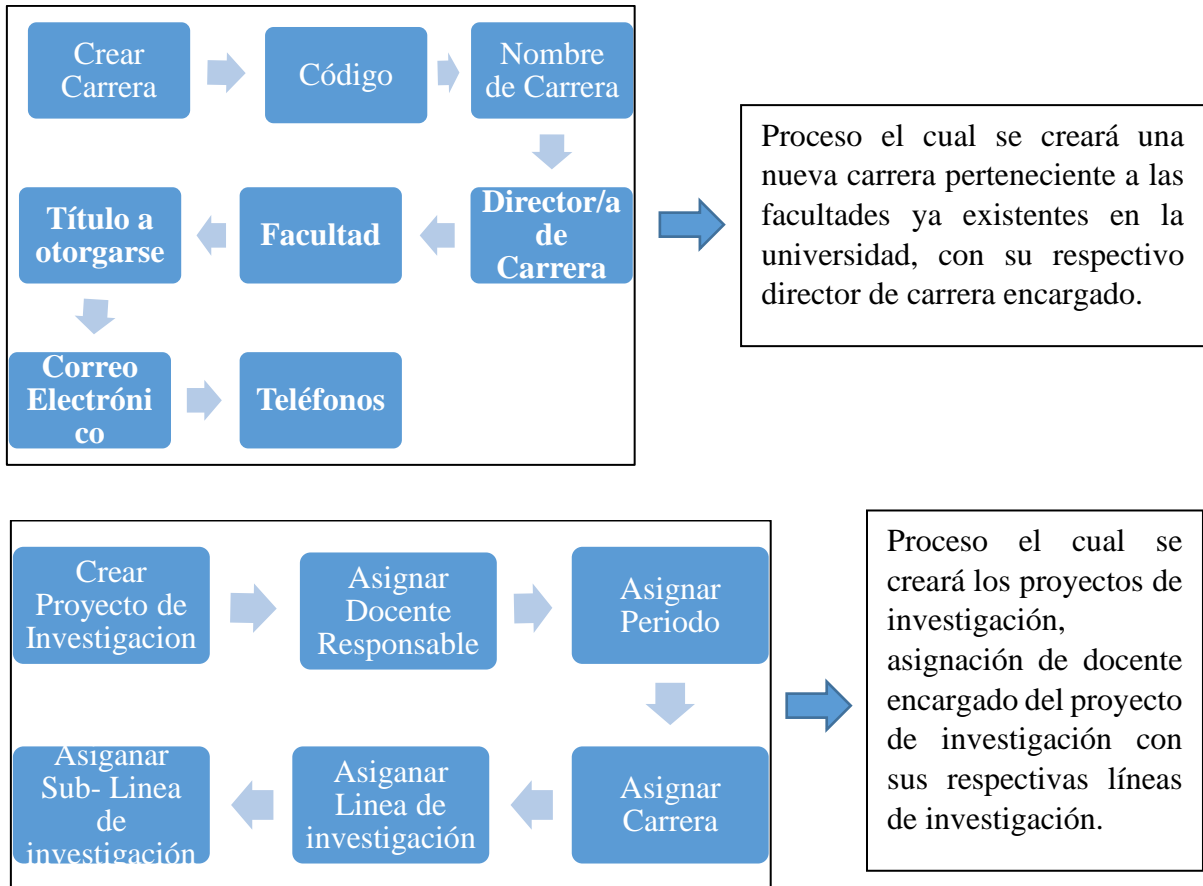 Crear
Carrera
Código
Nombre
de Carrera
Director/a
de
Carrera
Facultad
Título a
otorgarse
Correo
Electróni
co
Teléfonos
Proceso el cual se creará una
nueva carrera perteneciente a las
facultades ya existentes en la
universidad, con su respectivo
director de carrera encargado.
Crear
Proyecto de
Investigacion
Asignar
Docente
Responsable
Asignar
Periodo
Asignar
Carrera
Asiganar
Linea de
investigación
Asiganar
Sub- Linea
de
investigación
Proceso el cual se
creará los proyectos de
investigación,
asignación de docente
encargado del proyecto
de investigación con
sus respectivas líneas
de investigación.